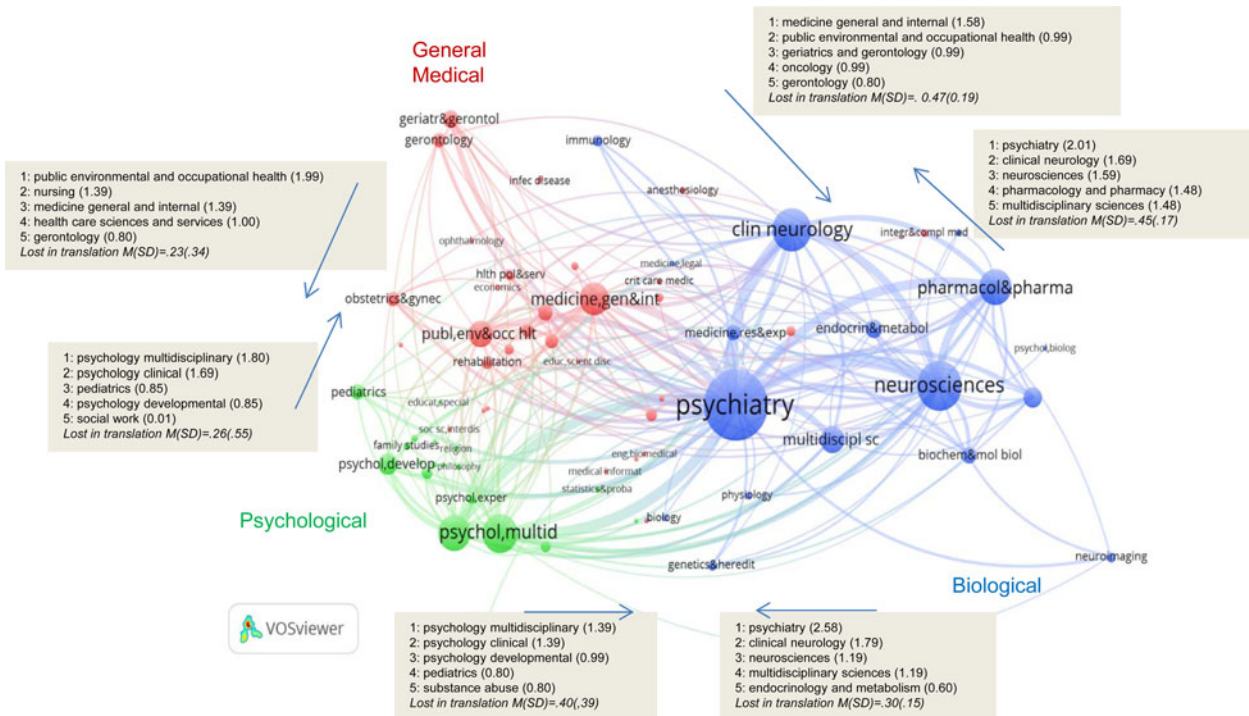 General
Medical
1: medicine general and internal (1.58)
2: public environmental and occupational health (0.99)
3: geriatrics and gerontology (0.99)
4: oncology (0.99)
5: gerontology (0.80)
Lost in translation M(SD)=. 0.47(0.19)
1: psychiatry (2.01)
2: clinical neurology (1.69)
3: neurosciences (1.59)
4: pharmacology and pharmacy (1.48)
5: multidisciplinary sciences (1.48)
Lost in translation M(SD)=.45(.17)
1: public environmental and occupational health (1.99)
2: nursing (1.39)
3: medicine general and internal (1.39)
4: health care sciences and services (1.00)
5: gerontology (0.80)
Lost in translation M(SD)=.23(.34)
1: psychology multidisciplinary (1.80)
2: psychology clinical (1.69)
3: pediatrics (0.85)
4: psychology developmental (0.85)
5: social work (0.01)
Lost in translation M(SD)=.26(.55)
geriatr&gerontol
gerontology
immunology
infec disease
anesthesiology
clin neurology
integr&compl med
ophthalmology
medicine,legal
hlth pol&serv
economics
crit care medic
pharmacol&pharma
obstetrics&gynec
medicine,gen&int
publ,env&occ hlt
medicine,res&exp
endocrin&metabol
psychol,biolog
rehabilitation
educ,scient disc
pediatrics
educat,special
psychiatry
neurosciences
soc sc,interdis
family studies
religion
multidiscipl sc
psychol,develop
philosophy
eng,biomedical
biochem&mol biol
medical informat
statistics&proba
psychol,exper
physiology
Psychological
psychol,multid
biology
genetics&heredit
neuroimaging
Biological
VOSviewer
1: psychology multidisciplinary (1.39)
2: psychology clinical (1.39)
3: psychology developmental (0.99)
4: pediatrics (0.80)
5: substance abuse (0.80)
Lost in translation M(SD)=.40(,39)
1: psychiatry (2.58)
2: clinical neurology (1.79)
3: neurosciences (1.19)
4: multidisciplinary sciences (1.19)
5: endocrinology and metabolism (0.60)
Lost in translation M(SD)=.30(.15)